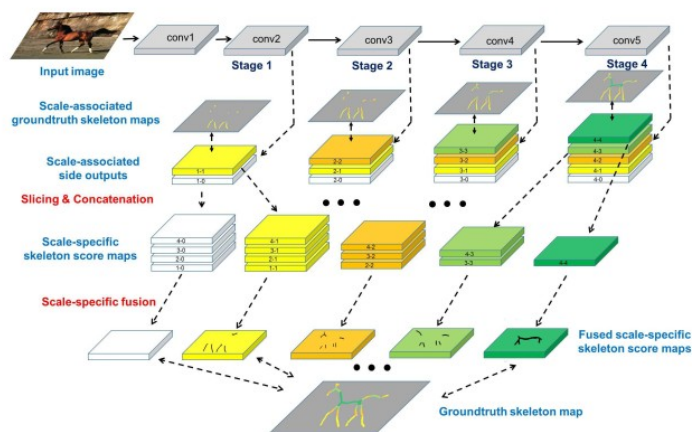 conv1
conv2
conv3
conv4
conv5
Input image
Stage 1
Stage 2
Stage 3
Stage 4
Scale-associated
groundtruth skeleton maps
Scale-associated
side outputs
1-1
1-0
2-2
2-1
2-0
3-3
3-2
3-1
3-0
4-4
4-3
4-2
4-1
4-0
Slicing & Concatenation
Scale-specific
skeleton score maps
4-0
3-0
2-0
1-0
4-1
3-1
2-1
1-1
4-2
3-2
2-2
4-3
3-3
4-4
Scale-specific fusion
Fused scale-specific
skeleton score maps
Groundtruth skeleton map